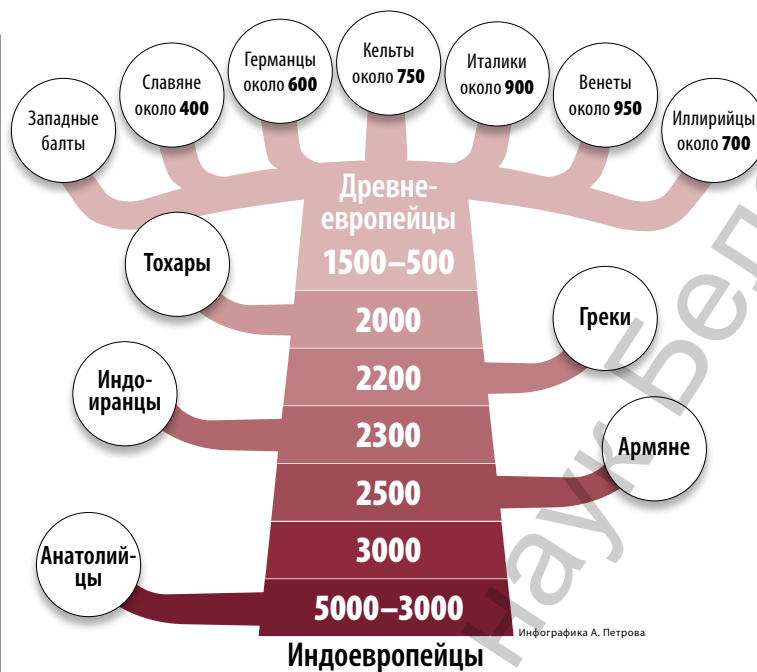 Западные
балты
Славяне
около 400
Германцы
около 600
Кельты
около 750
Италики
около 900
Венеты
около 950
Иллирийцы
около 700
Древне-
европейцы
1500–500
Тохары
2000
Греки
2200
Индо-
иранцы
2300
Армяне
2500
3000
Анатолий-
цы
5000–3000
Инфографика А. Петрова
Индоевропейцы
наук Бел